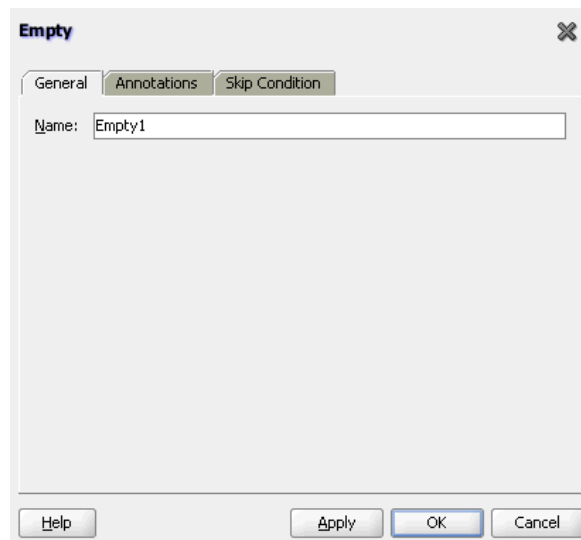 Empty
General Annotations Skip Condition
Name: Empty1
Help Apply OK Cancel